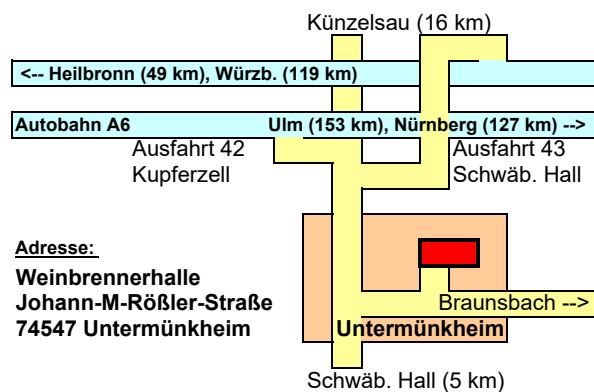 Künzelsau (16 km)
<-- Heilbronn (49 km), Würzb. (119 km)
Autobahn A6 Ulm (153 km), Nürnberg (127 km) -->
Ausfahrt 42
Kupferzell
Ausfahrt 43
Schwäb. Hall
Adresse:
Weinbrennerhalle
Johann-M-Rößler-Straße
74547 Untermünkheim
Braunsbach -->
Untermünkheim
Schwäb. Hall (5 km)